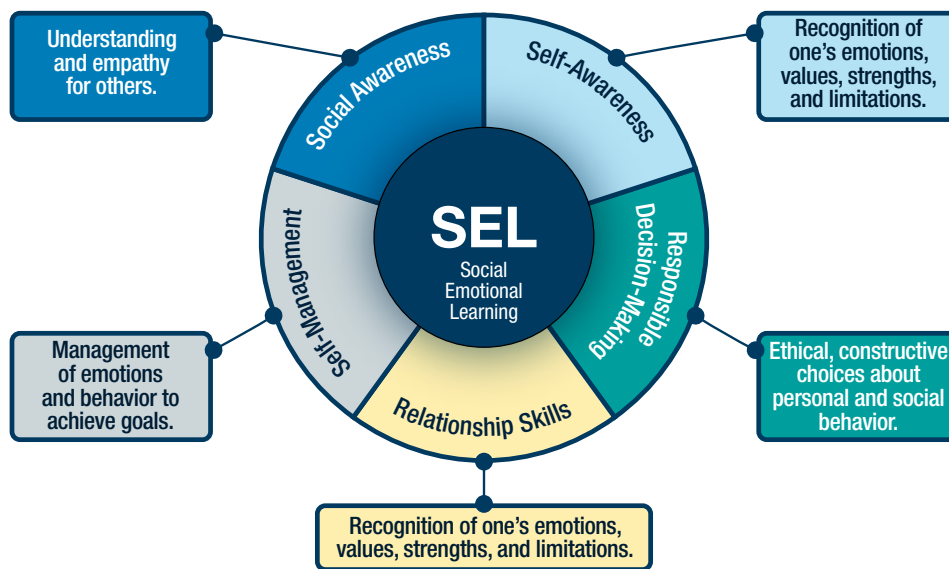 Understanding
and empathy
for others.
Social Awareness
Self-Awareness
Recognition of
one's emotions,
values, strengths,
and limitations.
SEL
Social
Emotional
Learning
Self-Management
Responsible
Decision-Making
Management
of emotions
and behavior to
achieve goals.
Relationship Skills
Ethical, constructive
choices about
personal and social
behavior.
Recognition of one's emotions,
values, strengths, and limitations.